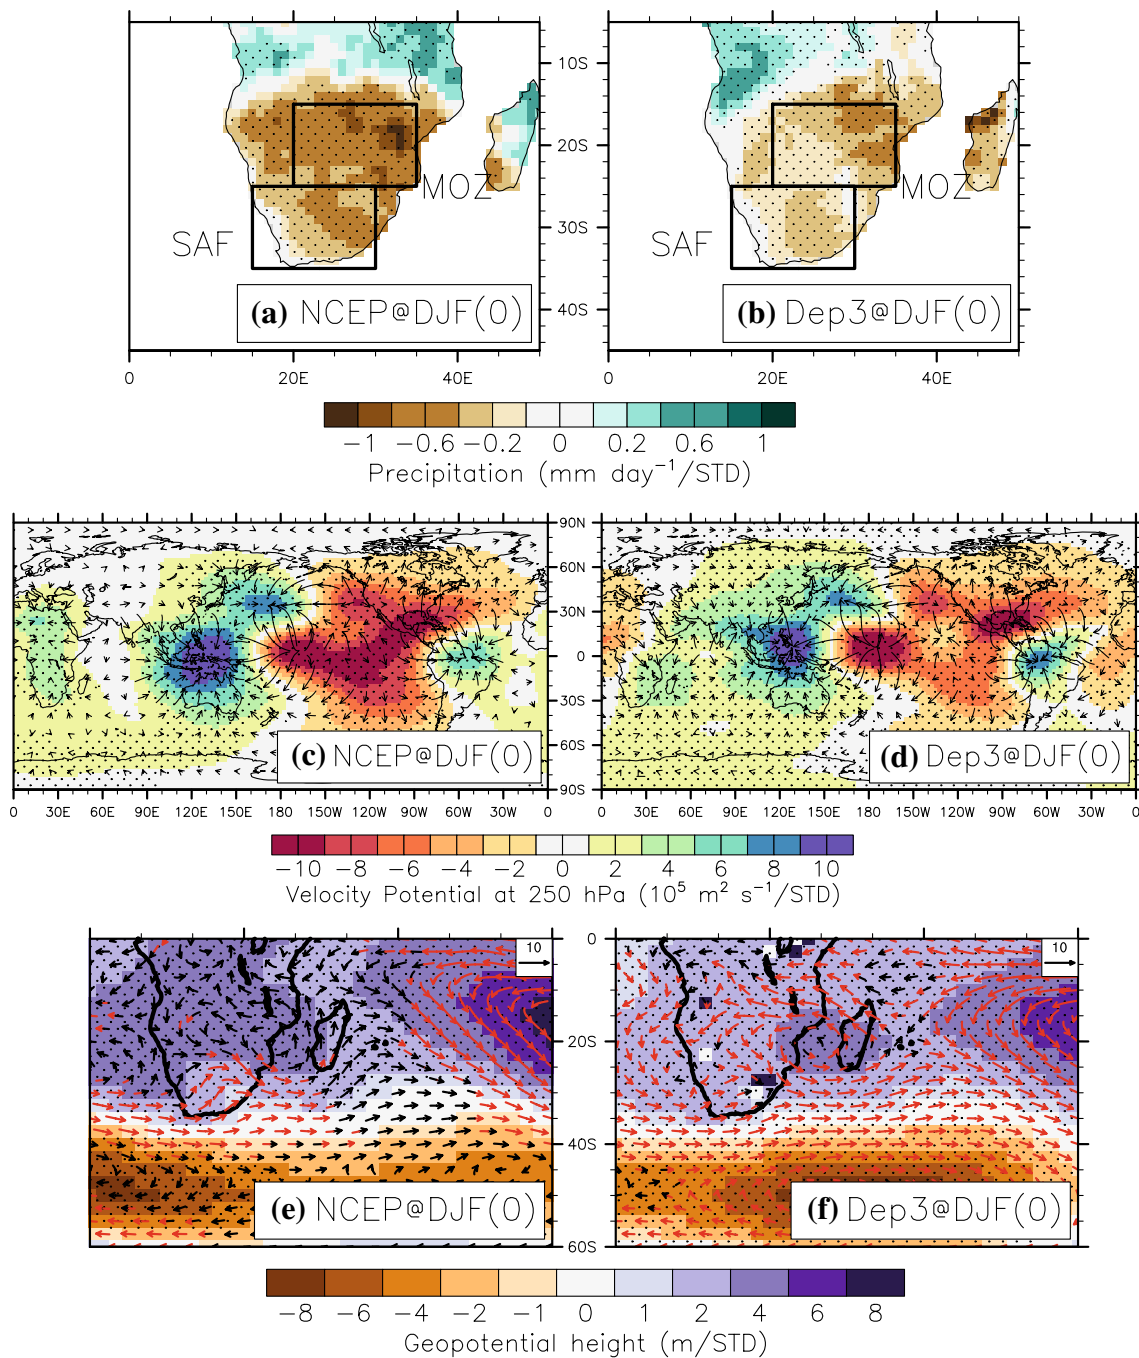 10S
20S
30S
40S
MOZ
MOZ
SAF
SAF
(a) NCEP@DJF(0)
(b) Dep3@DJF(0)
0 20E 40E
0 20E 40E
−1 −0.6 −0.2 0 0.2 0.6 1
Precipitation (mm day⁻¹/STD)
90N
60N
30N
0
30S
60S
90S
(c) NCEP@DJF(0)
(d) Dep3@DJF(0)
0 30E 60E 90E 120E 150E 180 150W 120W 90W 60W 30W 0
0 30E 60E 90E 120E 150E 180 150W 120W 90W 60W 30W 0
−10 −8 −6 −4 −2 0 2 4 6 8 10
Velocity Potential at 250 hPa (10⁵ m² s⁻¹/STD)
10
0
10
20S
40S
60S
(e) NCEP@DJF(0)
(f) Dep3@DJF(0)
−8 −6 −4 −2 −1 0 1 2 4 6 8
Geopotential height (m/STD)